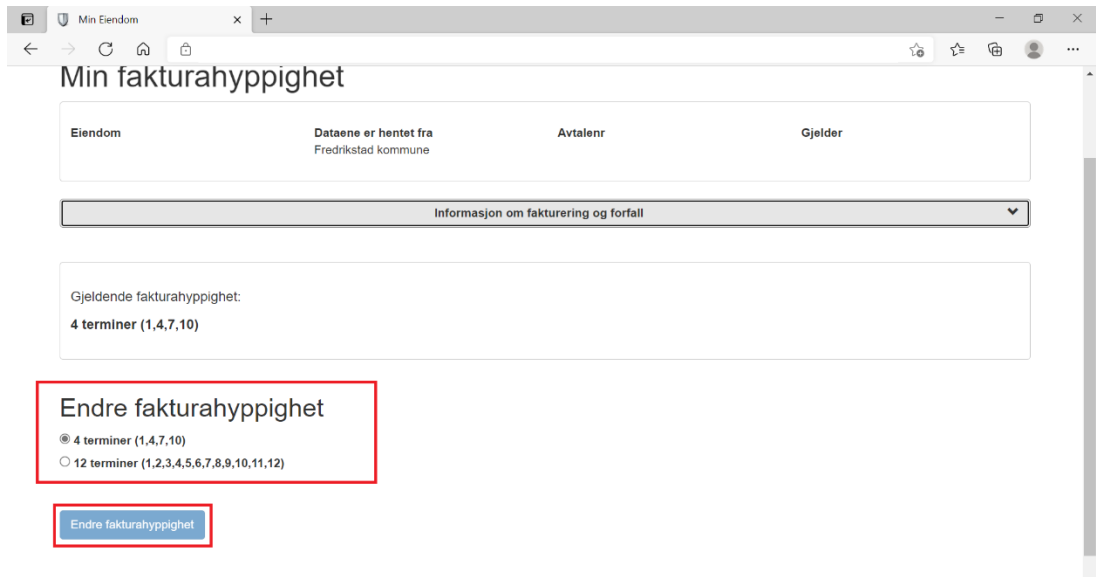 Min Eiendom
Min fakturahyppighet
Eiendom Dataene er hentet fra Avtalenr Gjelder
Fredrikstad kommune
Informasjon om fakturering og forfall
Gjeldende fakturahyppighet:
4 terminer (1,4,7,10)
Endre fakturahyppighet
4 terminer (1,4,7,10)
12 terminer (1,2,3,4,5,6,7,8,9,10,11,12)
Endre fakturahyppighet